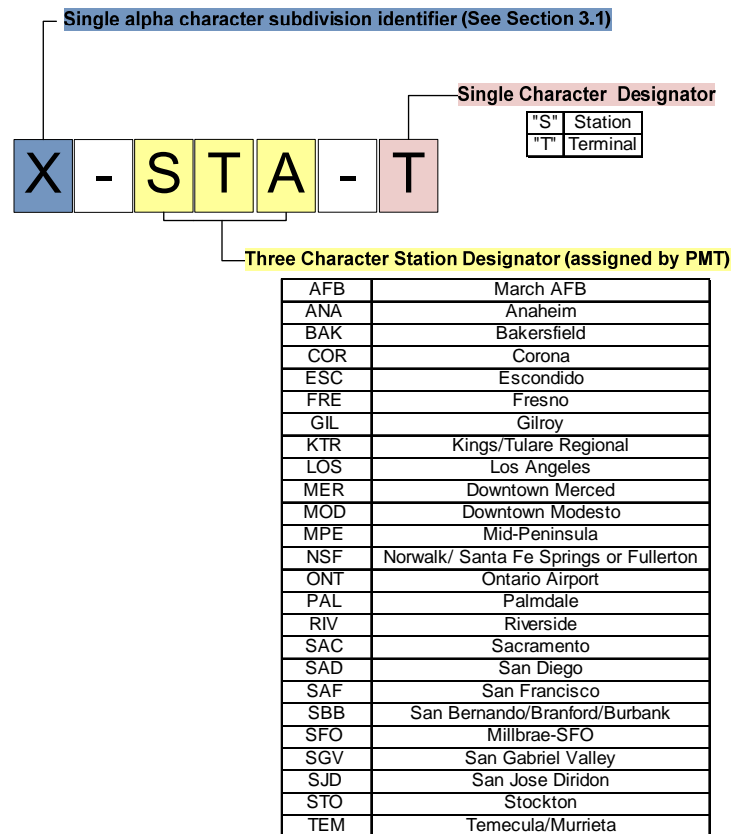 Single alpha character subdivision identifier (See Section 3.1)
Single Character Designator
"S" Station
"T" Terminal
X - S T A - T
Three Character Station Designator (assigned by PMT)
AFB March AFB
ANA Anaheim
BAK Bakersfield
COR Corona
ESC Escondido
FRE Fresno
GIL Gilroy
KTR Kings/Tulare Regional
LOS Los Angeles
MER Downtown Merced
MOD Downtown Modesto
MPE Mid-Peninsula
NSF Norwalk/ Santa Fe Springs or Fullerton
ONT Ontario Airport
PAL Palmdale
RIV Riverside
SAC Sacramento
SAD San Diego
SAF San Francisco
SBB San Bernando/Branford/Burbank
SFO Millbrae-SFO
SGV San Gabriel Valley
SJD San Jose Diridon
STO Stockton
TEM Temecula/Murrieta